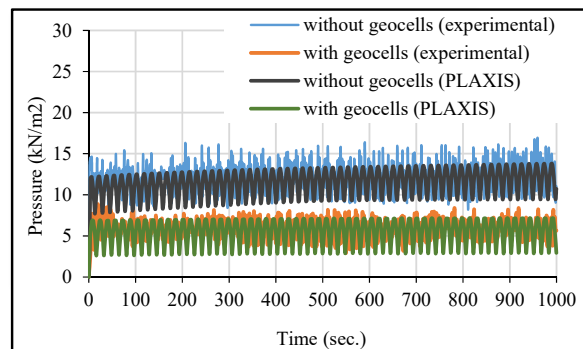 30
25
20
15
10
5
0
Pressure (kN/m2)
without geocells (experimental)
with geocells (experimental)
without geocells (PLAXIS)
with geocells (PLAXIS)
0 100 200 300 400 500 600 700 800 900 1000
Time (sec.)